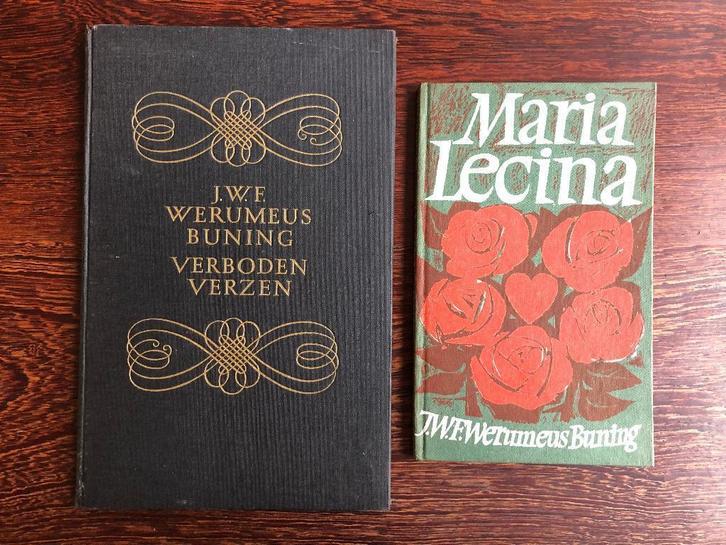 J.W.F.
WERUMEUS
BUNING
VERBODEN
VERZEN
Maria
Lecina
J.W.F. Werumeus Buning